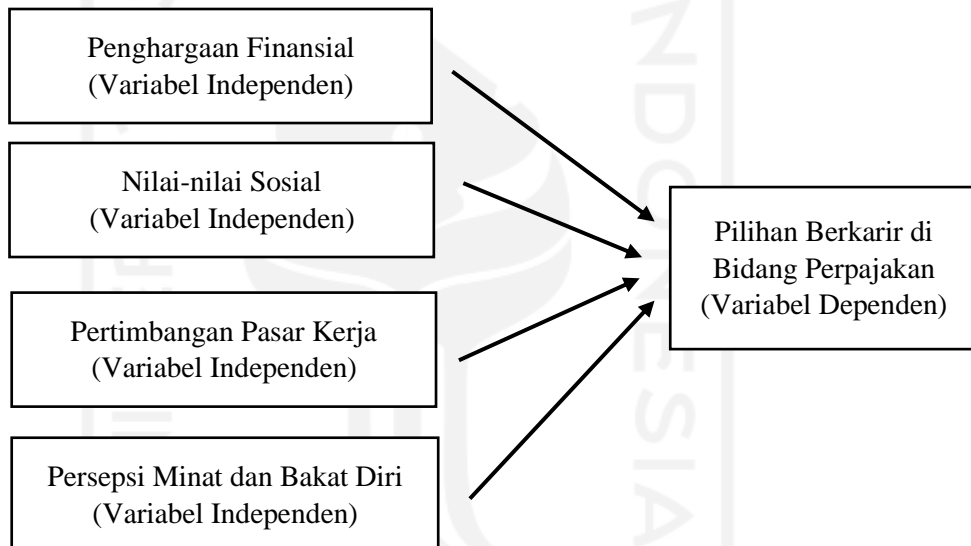 Penghargaan Finansial
(Variabel Independen)
Nilai-nilai Sosial
(Variabel Independen)
Pertimbangan Pasar Kerja
(Variabel Independen)
Persepsi Minat dan Bakat Diri
(Variabel Independen)
Pilihan Berkarir di
Bidang Perpajakan
(Variabel Dependen)